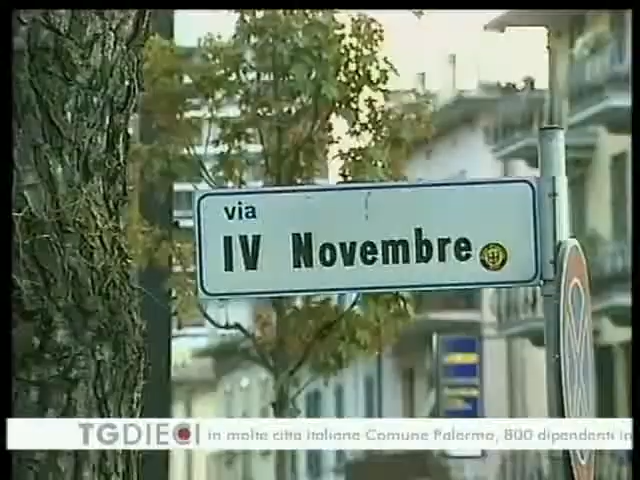 via
IV Novembre
TGDIECI in molte città italiane Comune Palermo, 800 dipendenti in